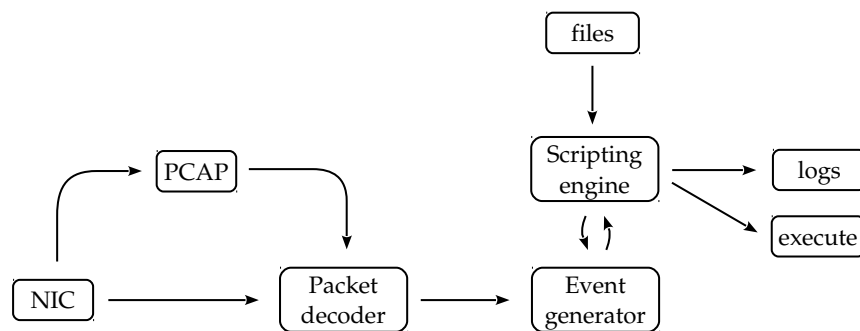 files
Scripting
engine
PCAP
logs
execute
NIC
Packet
decoder
Event
generator